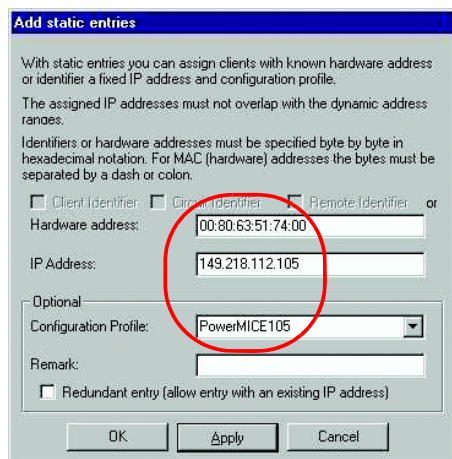 Add static entries
With static entries you can assign clients with known hardware address
or identifier a fixed IP address and configuration profile.
The assigned IP addresses must not overlap with the dynamic address
ranges.
Identifiers or hardware addresses must be specified byte by byte in
hexadecimal notation. For MAC (hardware) addresses the bytes must be
separated by a dash or colon.
Client Identifier Circuit Identifier Remote Identifier or
Hardware address: 00:80:63:51:74:00
IP Address: 149.218.112.105
Optional
Configuration Profile: PowerMICE105
Remark:
Redundant entry (allow entry with an existing IP address)
OK Apply Cancel